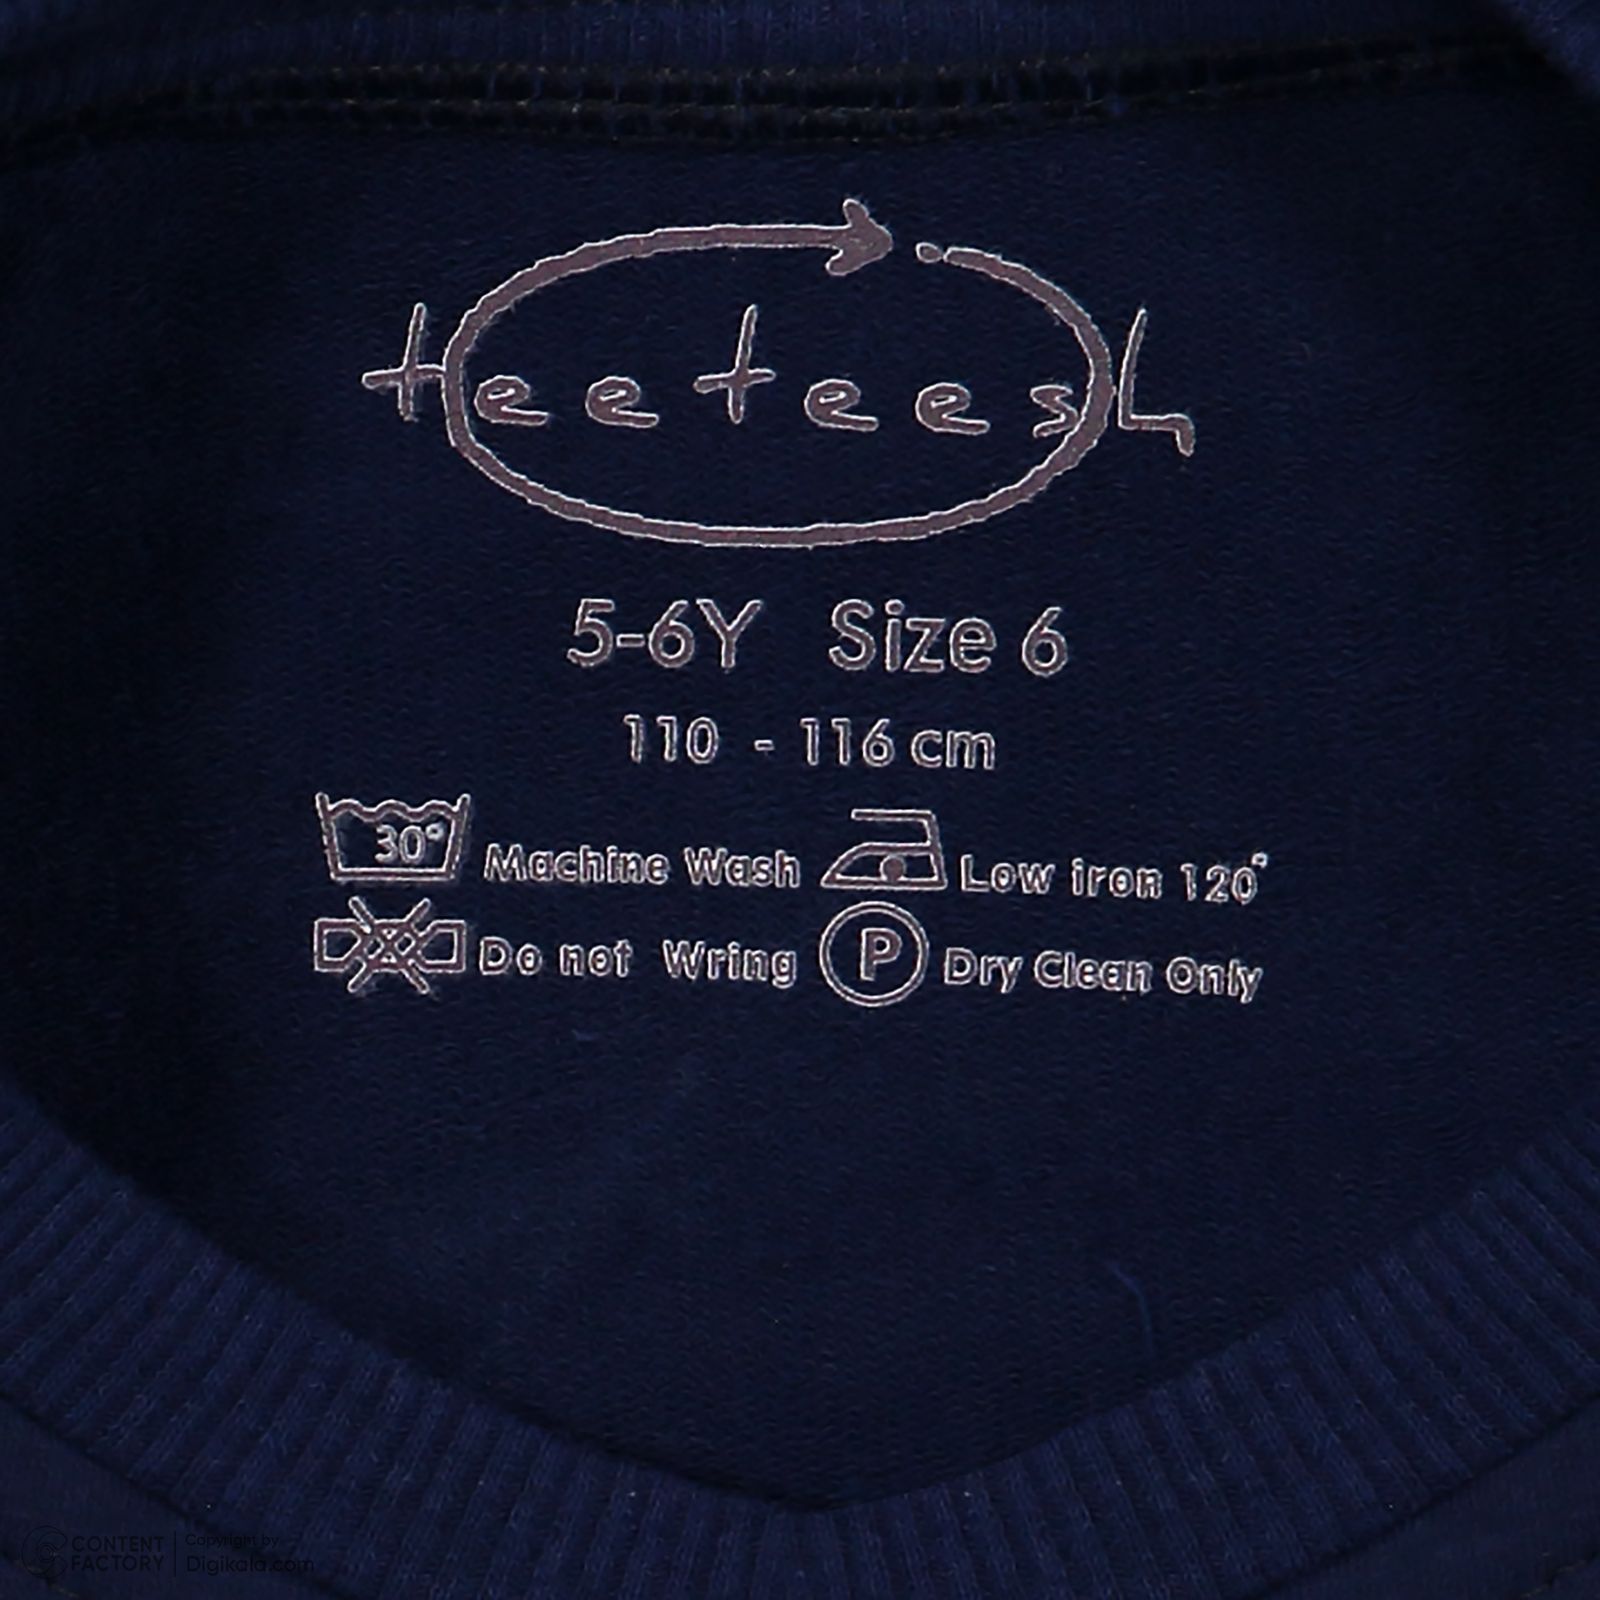 teeteesh
5-6Y Size 6
110 - 116 cm
30° Machine Wash Low iron 120°
Do not Wring P Dry Clean Only
CONTENT FACTORY
Copyright by
Digikala.com